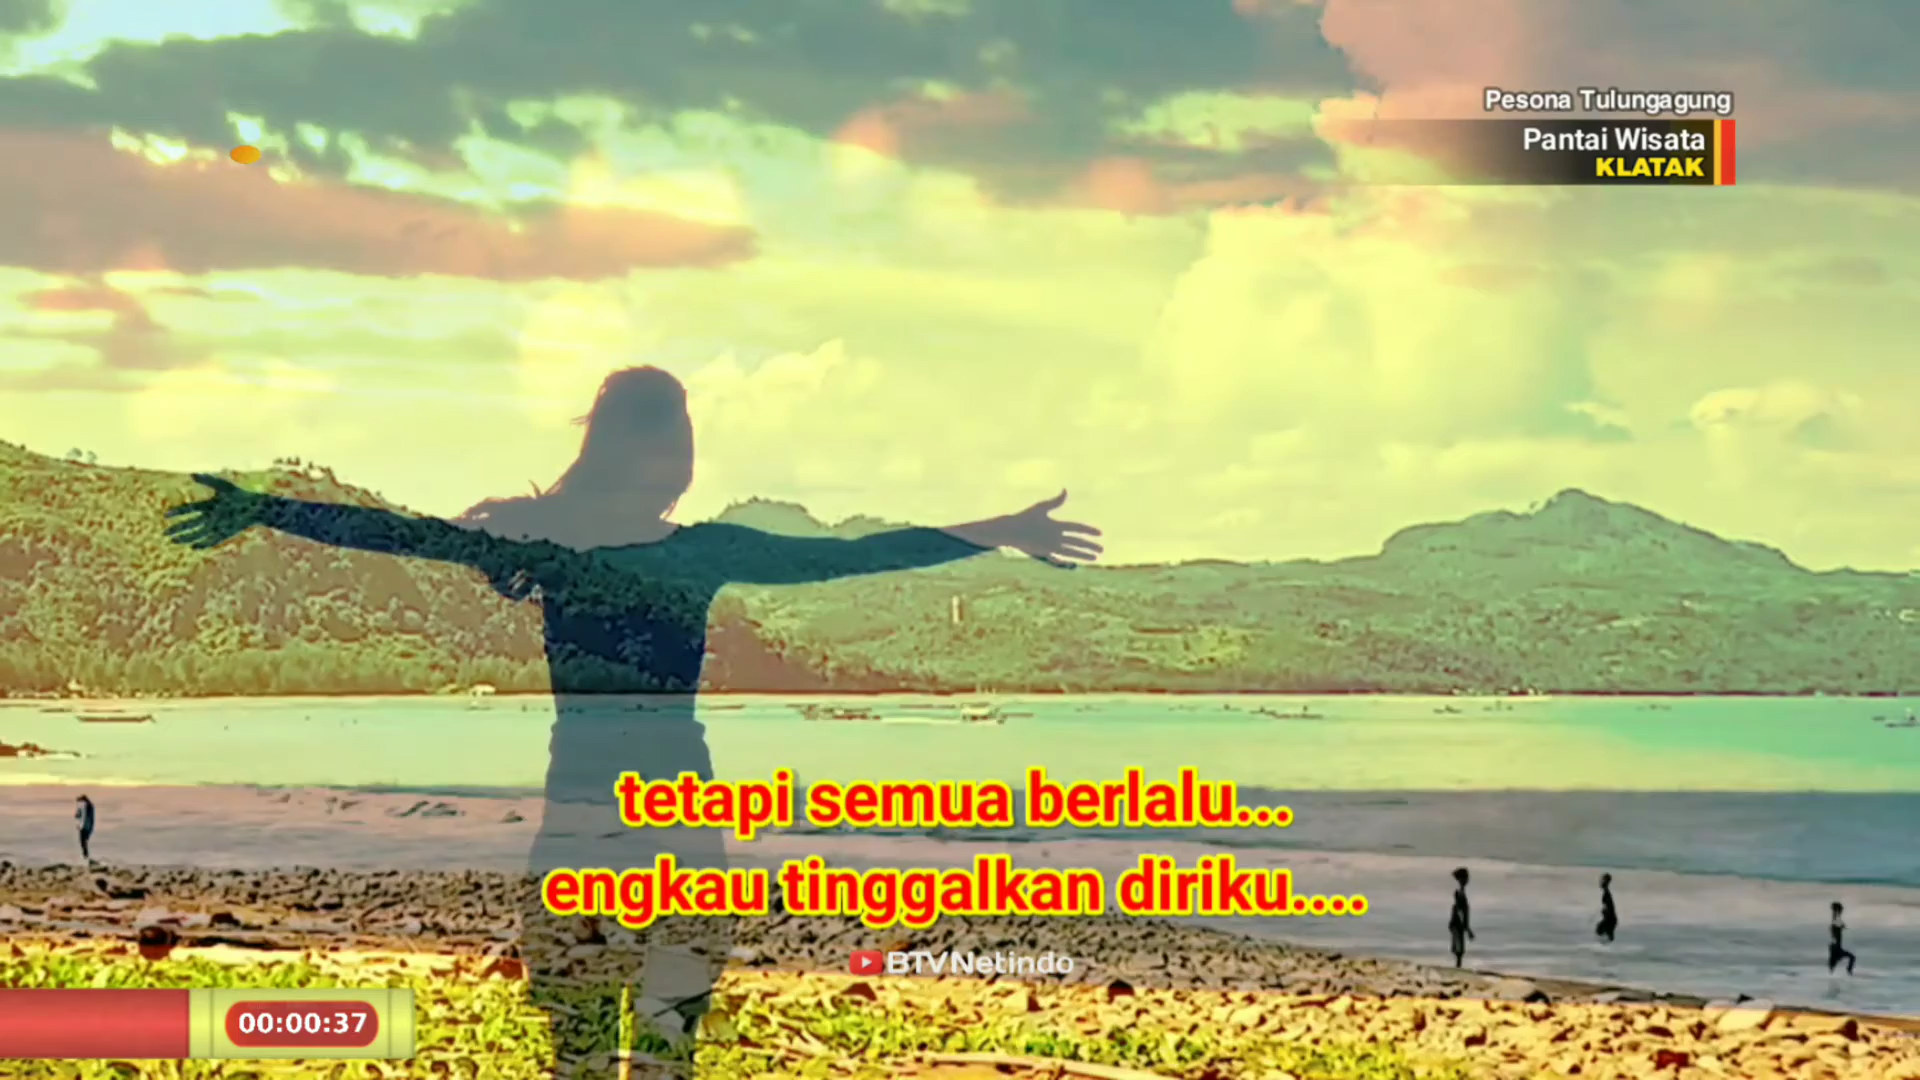 Pesona Tulungagung
Pantai Wisata
KLATAK
tetapi semua berlalu...
engkau tinggalkan diriku....
BTVNetindo
00:00:37